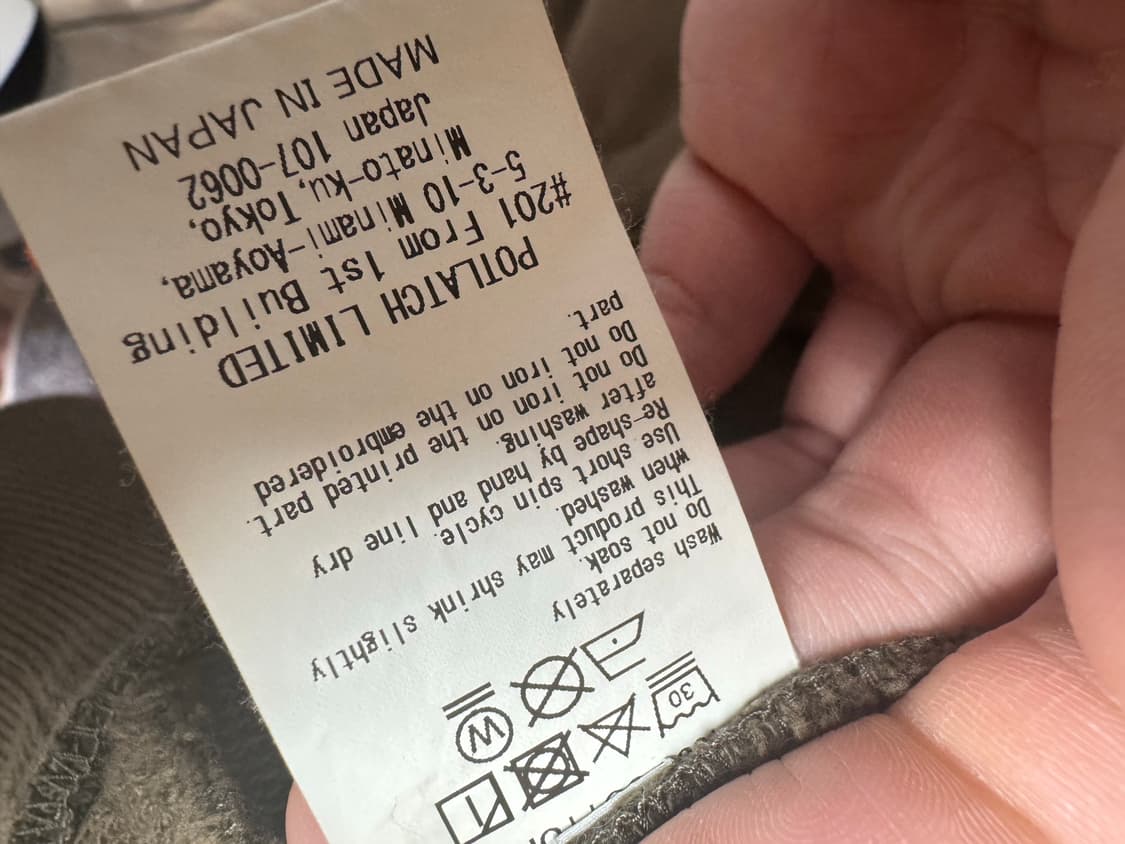 30
W
Wash separately
Do not soak.
This product may shrink slightly
when washed.
Use short spin cycle.
Re-shape by hand and line dry
after washing.
Do not iron on the printed part.
Do not iron on the embroidered
part.
POTLATCH LIMITED
#201 From 1st Building
5-3-10 Minami-Aoyama,
Minato-ku, Tokyo,
Japan 107-0062
MADE IN JAPAN